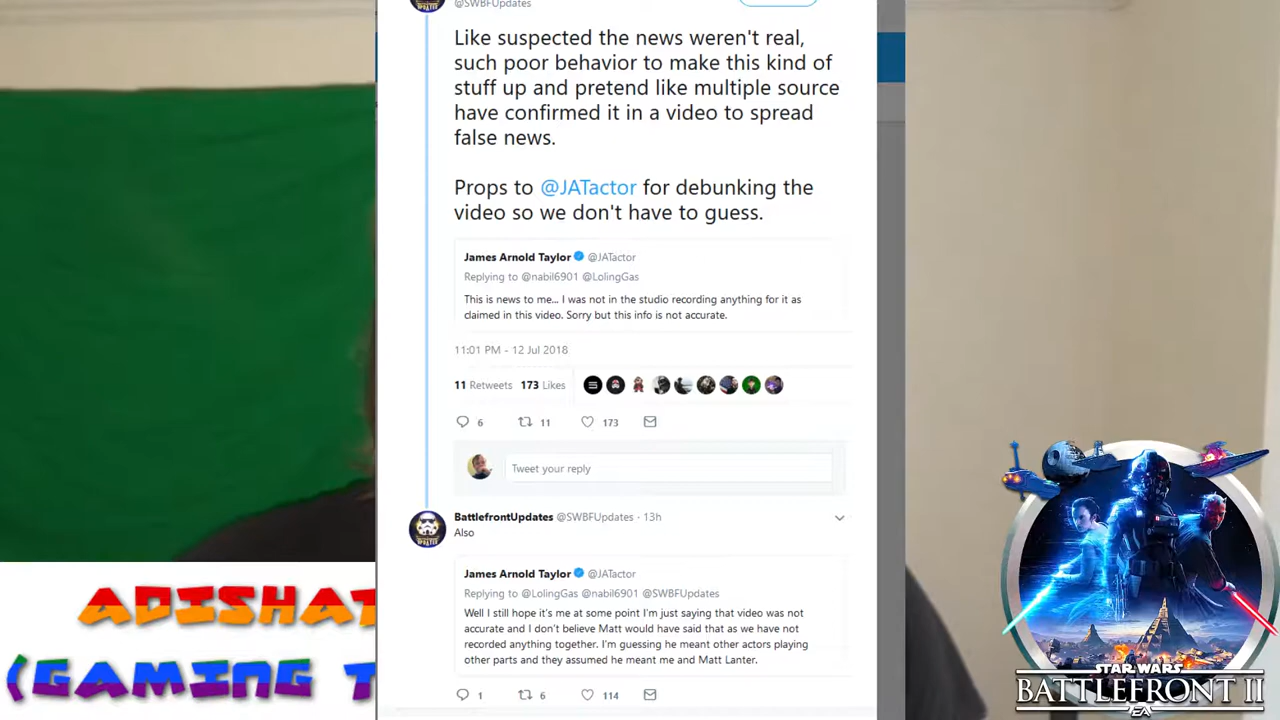 @SWBFUpdates
Like suspected the news weren't real,
such poor behavior to make this kind of
stuff up and pretend like multiple source
have confirmed it in a video to spread
false news.
Props to @JATactor for debunking the
video so we don't have to guess.
James Arnold Taylor @JATactor
Replying to @nabil6901 @LolingGas
This is news to me... I was not in the studio recording anything for it as
claimed in this video. Sorry but this info is not accurate.
11:01 PM - 12 Jul 2018
11 Retweets 173 Likes
6 11 173
Tweet your reply
BattlefrontUpdates @SWBFUpdates · 13h
Also
James Arnold Taylor @JATactor
Replying to @LolingGas @nabil6901 @SWBFUpdates
Well I still hope it's me at some point I'm just saying that video was not
accurate and I don't believe Matt would have said that as we have not
recorded anything together. I'm guessing he meant other actors playing
other parts and they assumed he meant me and Matt Lanter.
1 6 114
ADISHA
(GAMING T
STAR WARS
BATTLEFRONT II
EA